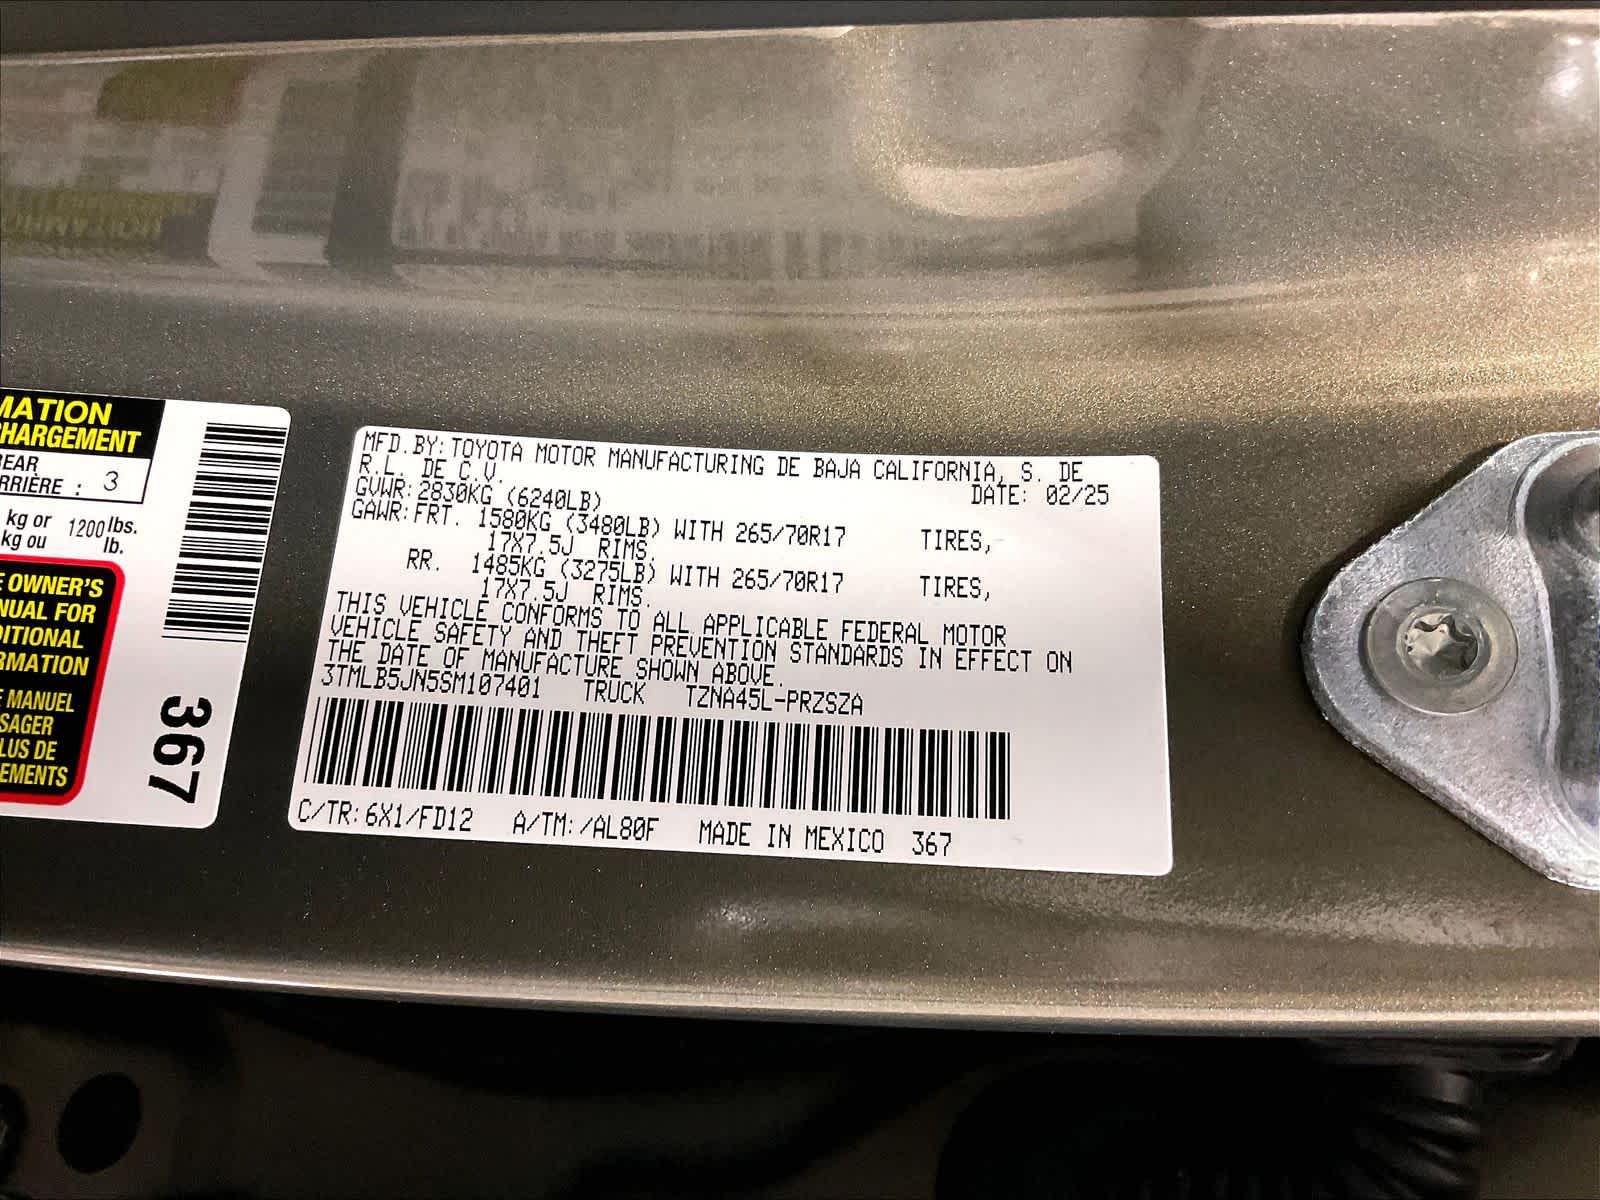 MATION
HARGEMENT
REAR
RRIÈRE : 3
kg or 1200 lbs.
kg ou lb.
E OWNER'S
NUAL FOR
DITIONAL
RMATION
E MANUEL
SAGER
LUS DE
EMENTS
367
MFD.BY:TOYOTA MOTOR MANUFACTURING DE BAJA CALIFORNIA, S. DE
R.L. DE C.V. DATE: 02/25
GVWR:2830KG (6240LB)
GAWR:FRT. 1580KG (3480LB) WITH 265/70R17 TIRES,
17X7.5J RIMS.
RR. 1485KG (3275LB) WITH 265/70R17 TIRES,
17X7.5J RIMS.
THIS VEHICLE CONFORMS TO ALL APPLICABLE FEDERAL MOTOR
VEHICLE SAFETY AND THEFT PREVENTION STANDARDS IN EFFECT ON
THE DATE OF MANUFACTURE SHOWN ABOVE.
3TMLB5JN5SM107401 TRUCK TZNA45L-PRZSZA
C/TR:6X1/FD12 A/TM:/AL80F MADE IN MEXICO 367